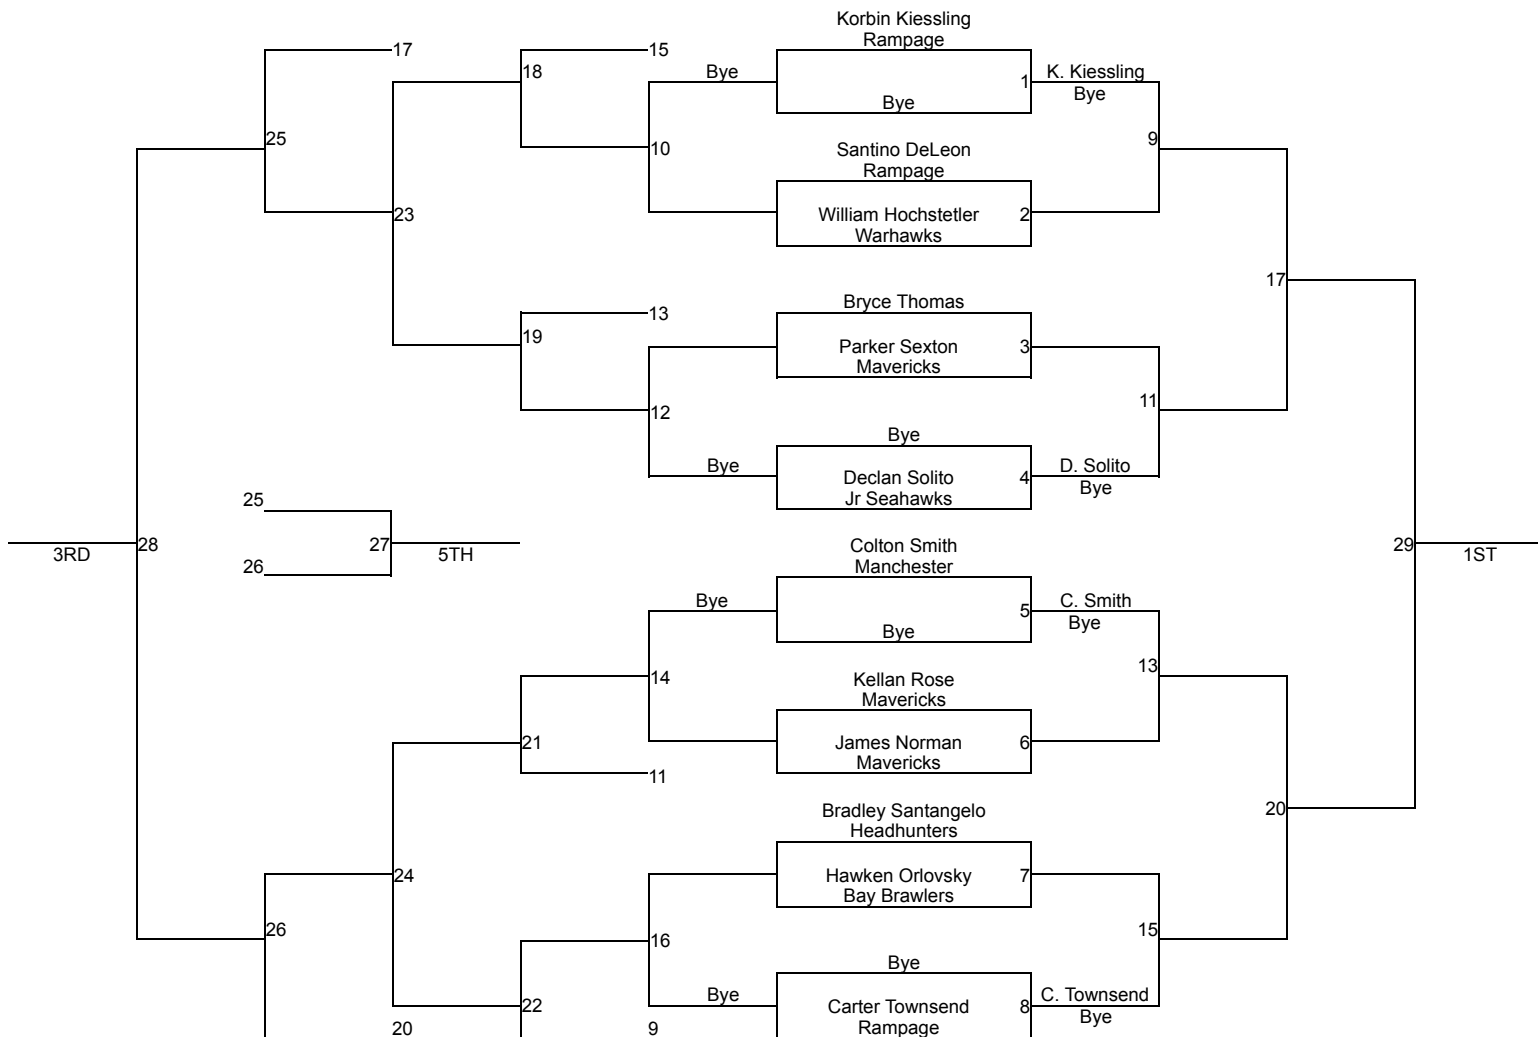 Korbin Kiessling
Rampage
17
15
18
Bye
1
K. Kiessling
Bye
Bye
25
10
9
Santino DeLeon
Rampage
23
William Hochstetler
2
Warhawks
17
Bryce Thomas
13
19
Parker Sexton
3
Mavericks
12
11
Bye
Bye
Declan Solito
4
D. Solito
Bye
Jr Seahawks
25
28
27
3RD
5TH
29
1ST
26
Colton Smith
Manchester
Bye
5
C. Smith
Bye
Bye
14
13
Kellan Rose
Mavericks
21
James Norman
6
Mavericks
11
20
Bradley Santangelo
Headhunters
24
Hawken Orlovsky
7
Bay Brawlers
26
16
15
Bye
Bye
22
Carter Townsend
8
C. Townsend
Bye
20
9
Rampage